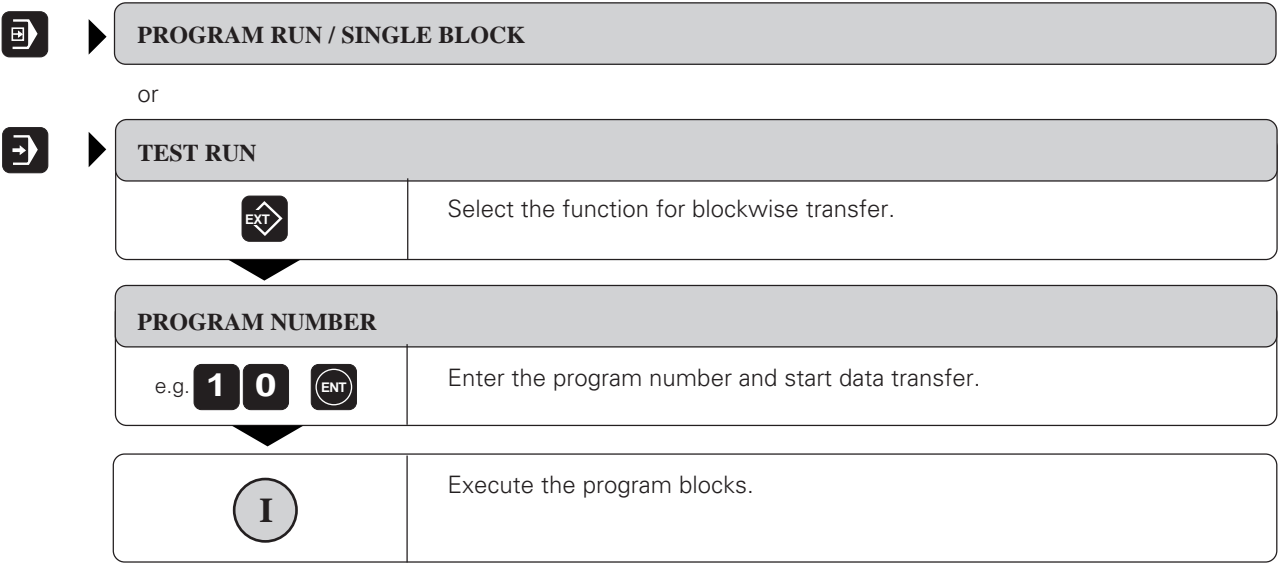 PROGRAM RUN / SINGLE BLOCK
or
TEST RUN
EXT Select the function for blockwise transfer.
PROGRAM NUMBER
e.g. 1 0 ENT Enter the program number and start data transfer.
I Execute the program blocks.